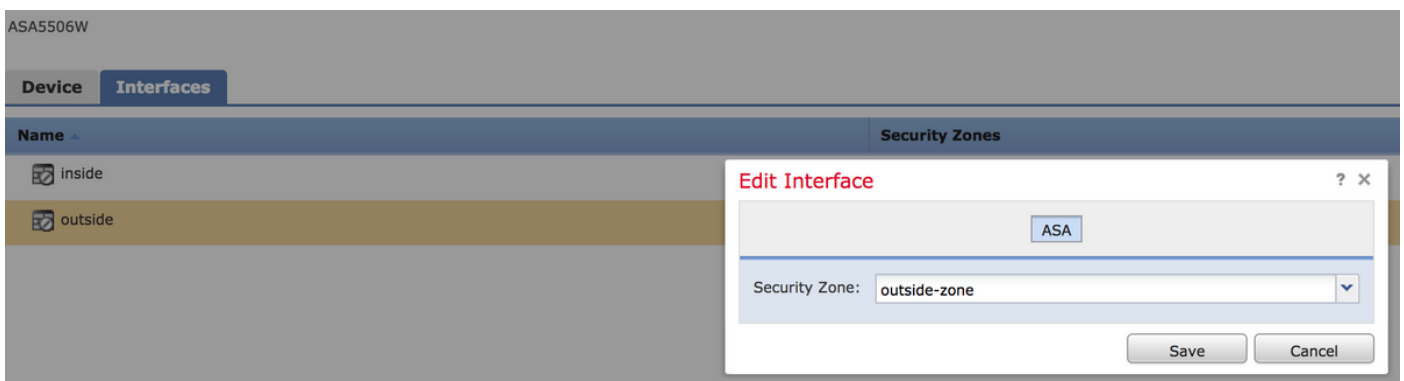 ASA5506W
Device Interfaces
Name Security Zones
inside
Edit Interface ? ×
outside
ASA
Security Zone: outside-zone
Save Cancel